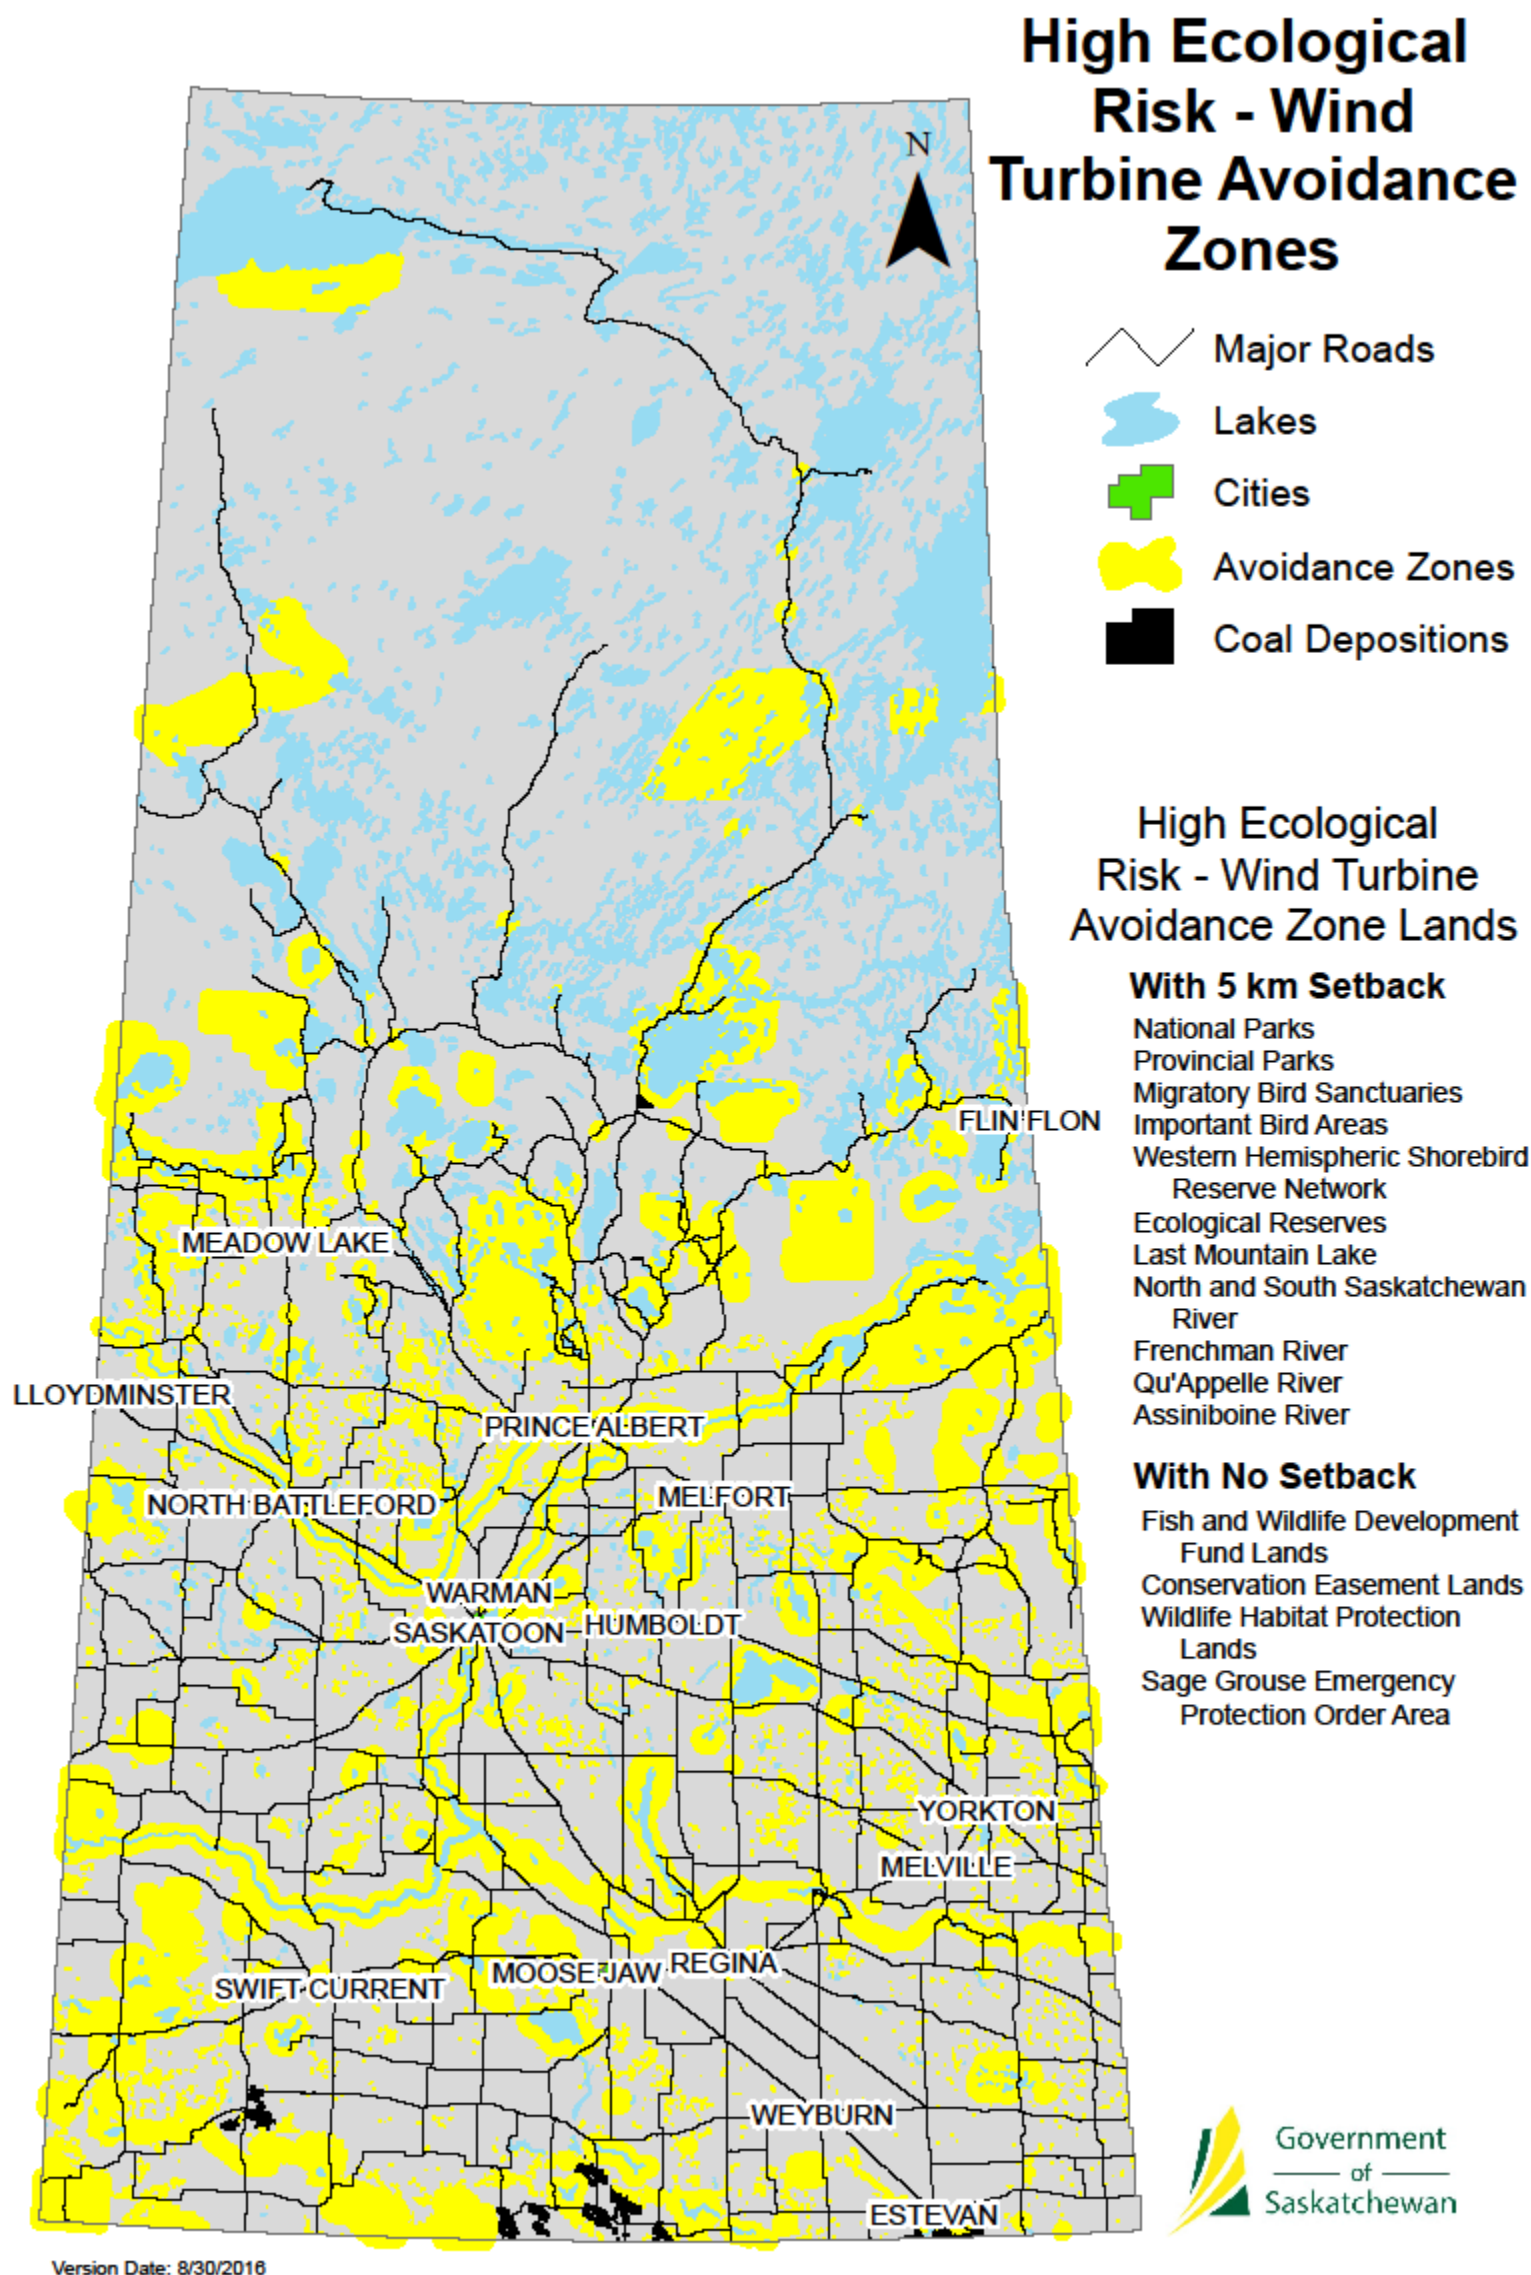 High Ecological
Risk - Wind
Turbine Avoidance
Zones
N
Major Roads
Lakes
Cities
Avoidance Zones
Coal Depositions
High Ecological
Risk - Wind Turbine
Avoidance Zone Lands
With 5 km Setback
National Parks
Provincial Parks
Migratory Bird Sanctuaries
Important Bird Areas
Western Hemispheric Shorebird
Reserve Network
Ecological Reserves
Last Mountain Lake
North and South Saskatchewan
River
Frenchman River
Qu'Appelle River
Assiniboine River
With No Setback
Fish and Wildlife Development
Fund Lands
Conservation Easement Lands
Wildlife Habitat Protection
Lands
Sage Grouse Emergency
Protection Order Area
FLIN FLON
MEADOW LAKE
LLOYDMINSTER
PRINCE ALBERT
NORTH BATTLEFORD
MELFORT
WARMAN
SASKATOON
HUMBOLDT
YORKTON
MELVILLE
REGINA
MOOSE JAW
SWIFT CURRENT
WEYBURN
ESTEVAN
Government
of
Saskatchewan
Version Date: 8/30/2016